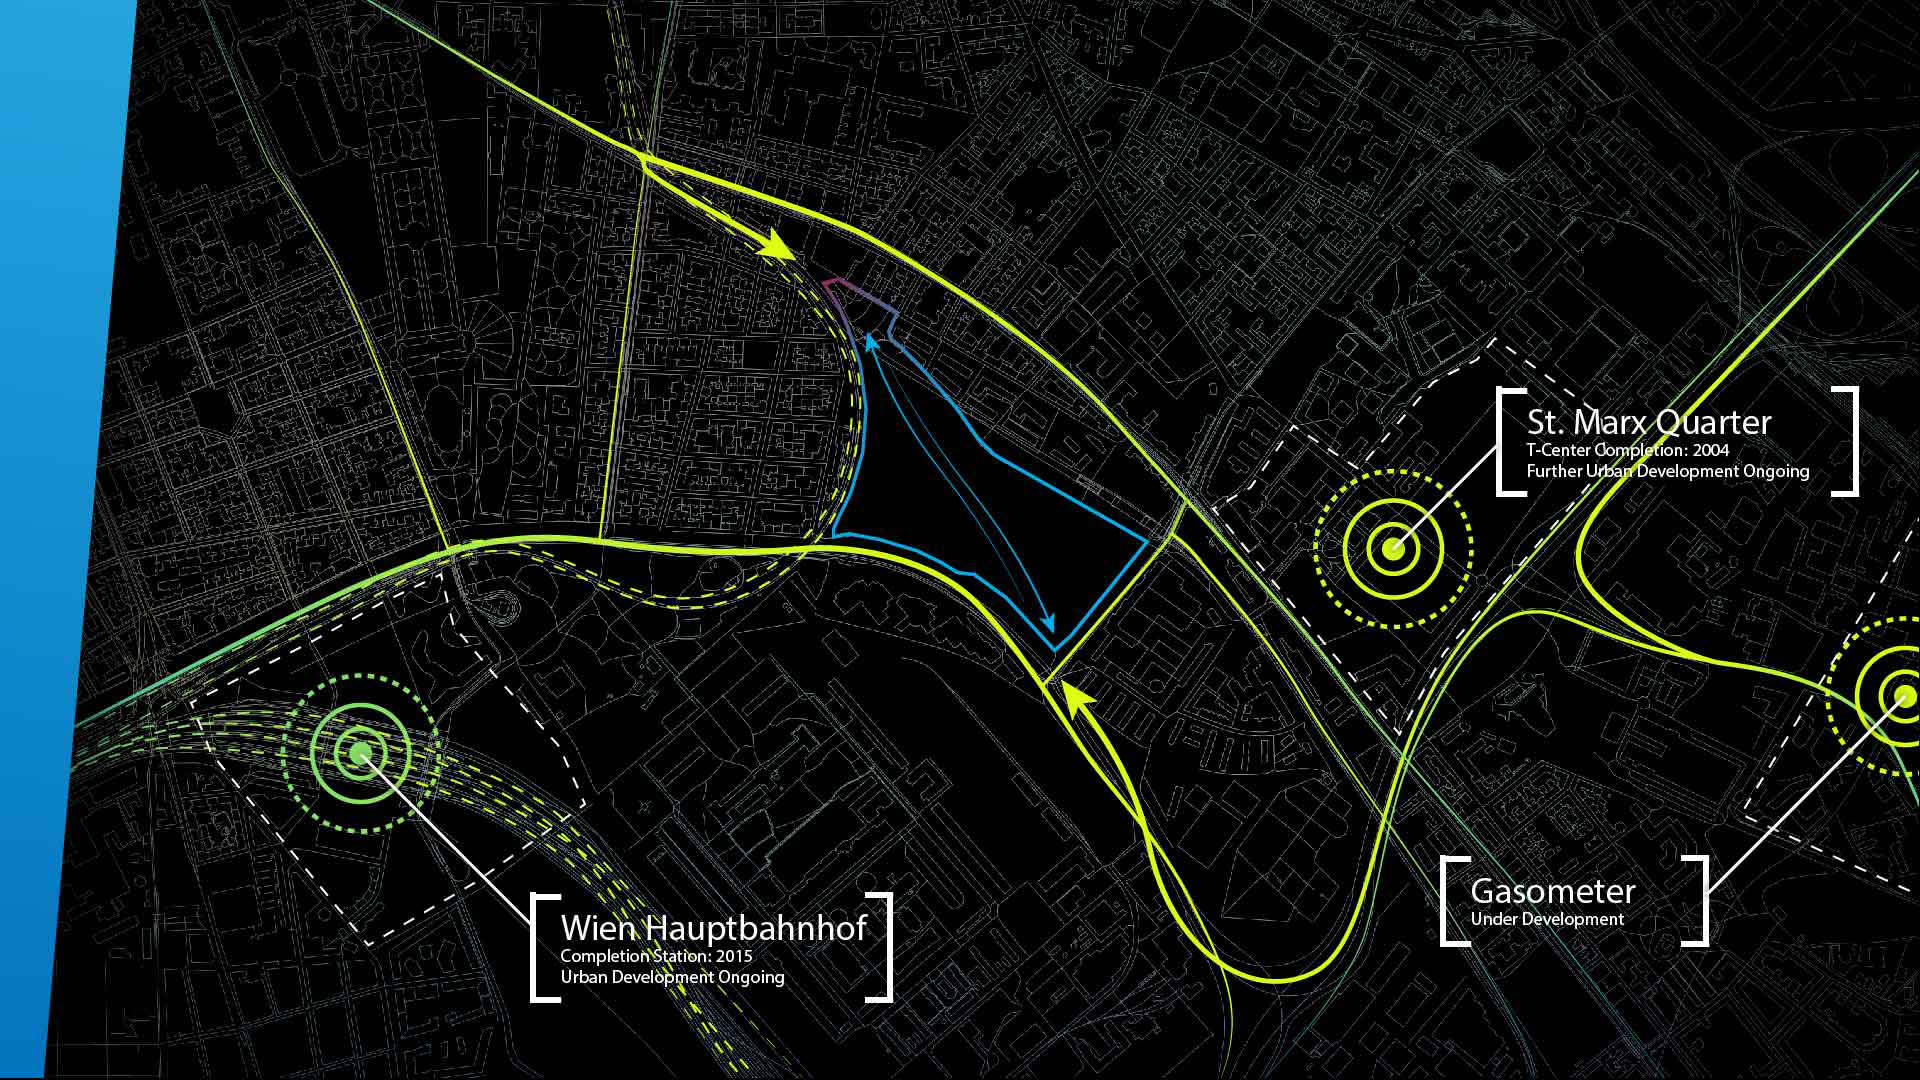 St. Marx Quarter
T-Center Completion: 2004
Further Urban Development Ongoing
Gasometer
Under Development
Wien Hauptbahnhof
Completion Station: 2015
Urban Development Ongoing